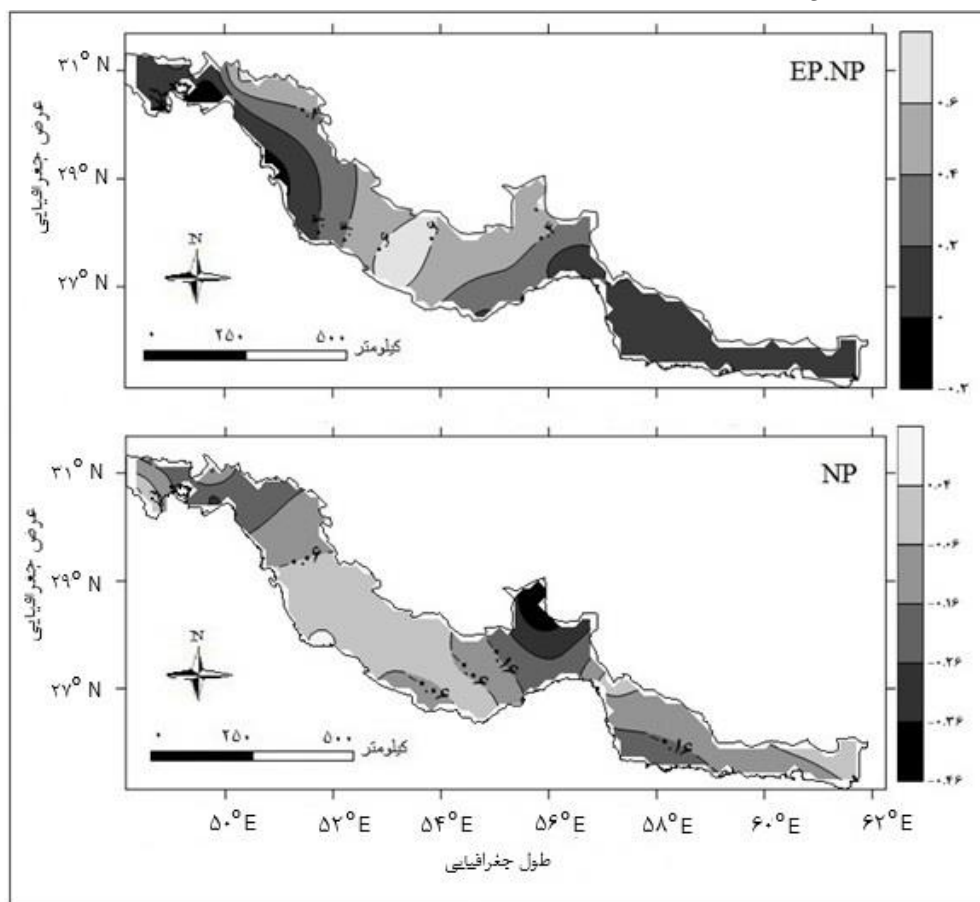 EP.NP
۳۱° N
۲۹° N
۲۷° N
عرض جغرافیایی
N
۰ ۲۵۰ ۵۰۰
کیلومتر
۰.۶
۰.۴
۰.۲
۰
-۰.۲
NP
۳۱° N
۲۹° N
۲۷° N
عرض جغرافیایی
N
۰ ۲۵۰ ۵۰۰
کیلومتر
۰.۰۴
-۰.۰۶
-۰.۱۶
-۰.۲۶
-۰.۳۶
-۰.۴۶
۵۰°E ۵۲°E ۵۴°E ۵۶°E ۵۸°E ۶۰°E ۶۲°E
طول جغرافیایی